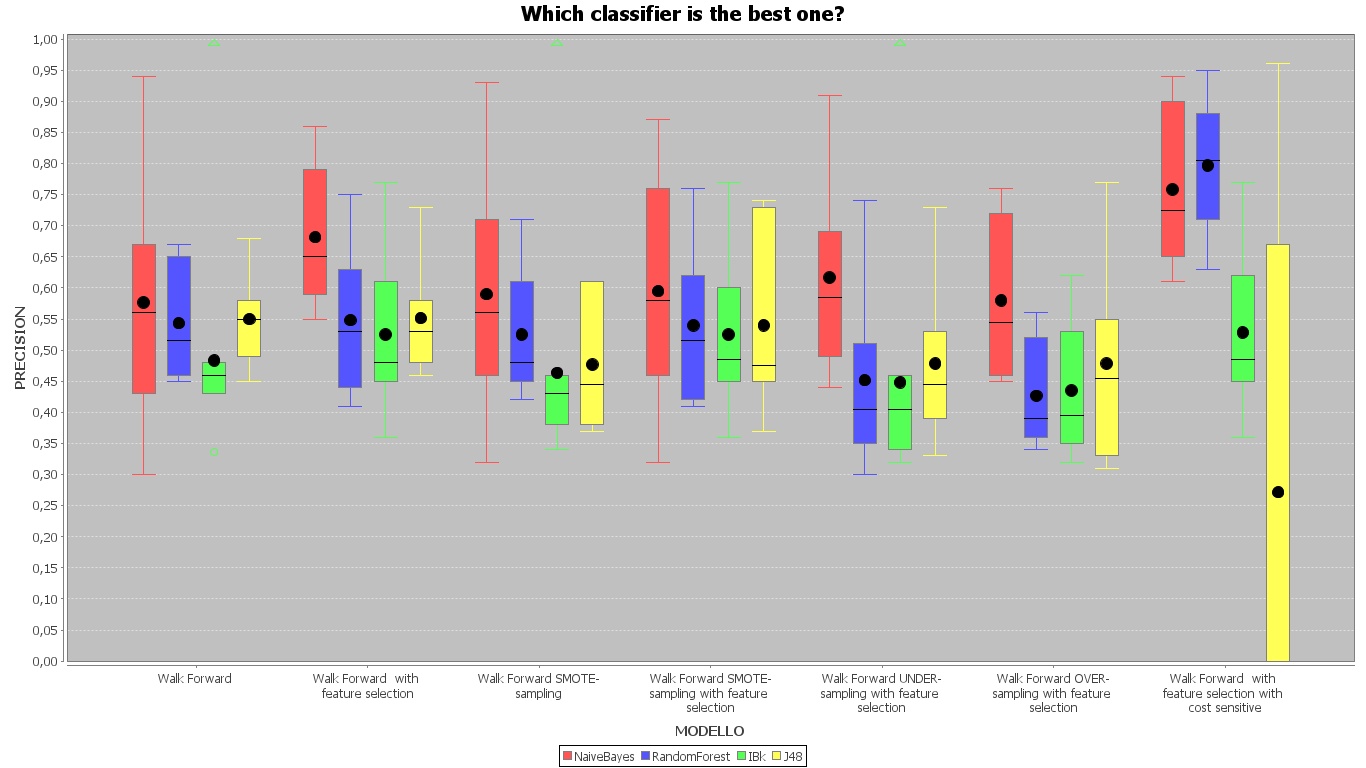 Which classifier is the best one?
1,00
0,95
0,90
0,85
0,80
0,75
0,70
0,65
0,60
0,55
0,50
0,45
0,40
0,35
0,30
0,25
0,20
0,15
0,10
0,05
0,00
PRECISION
Walk Forward
Walk Forward with
feature selection
Walk Forward SMOTE-
sampling
Walk Forward SMOTE-
sampling with feature
selection
Walk Forward UNDER-
sampling with feature
selection
Walk Forward OVER-
sampling with feature
selection
Walk Forward with
feature selection with
cost sensitive
MODELLO
NaiveBayes RandomForest IBk J48